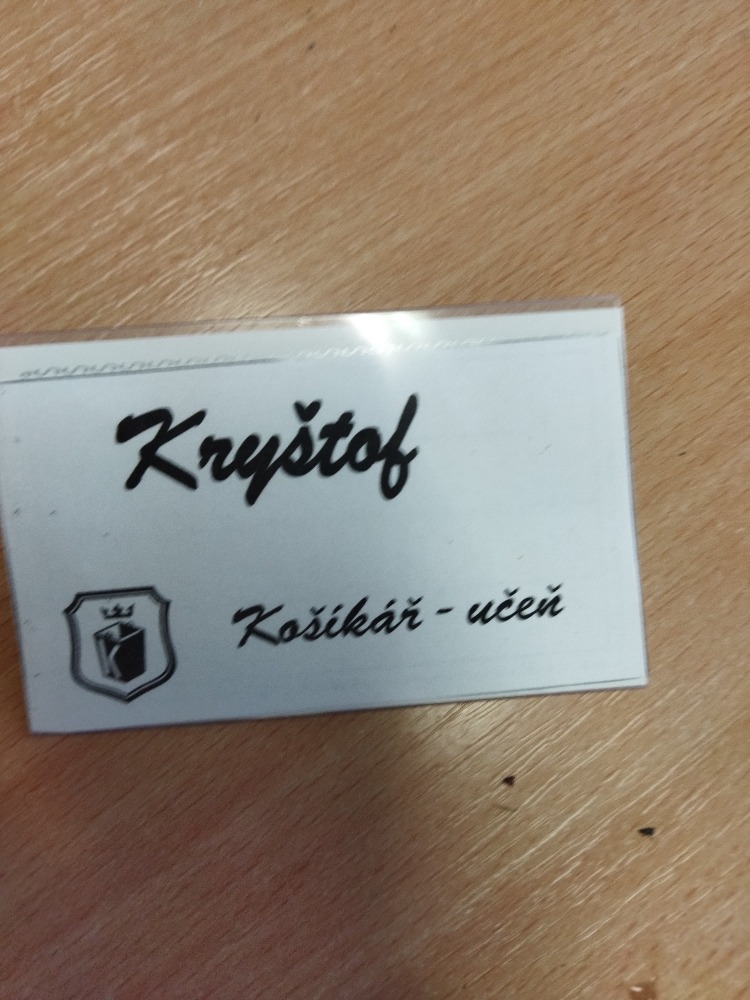 Kryštof
Košíkář - učeň
K